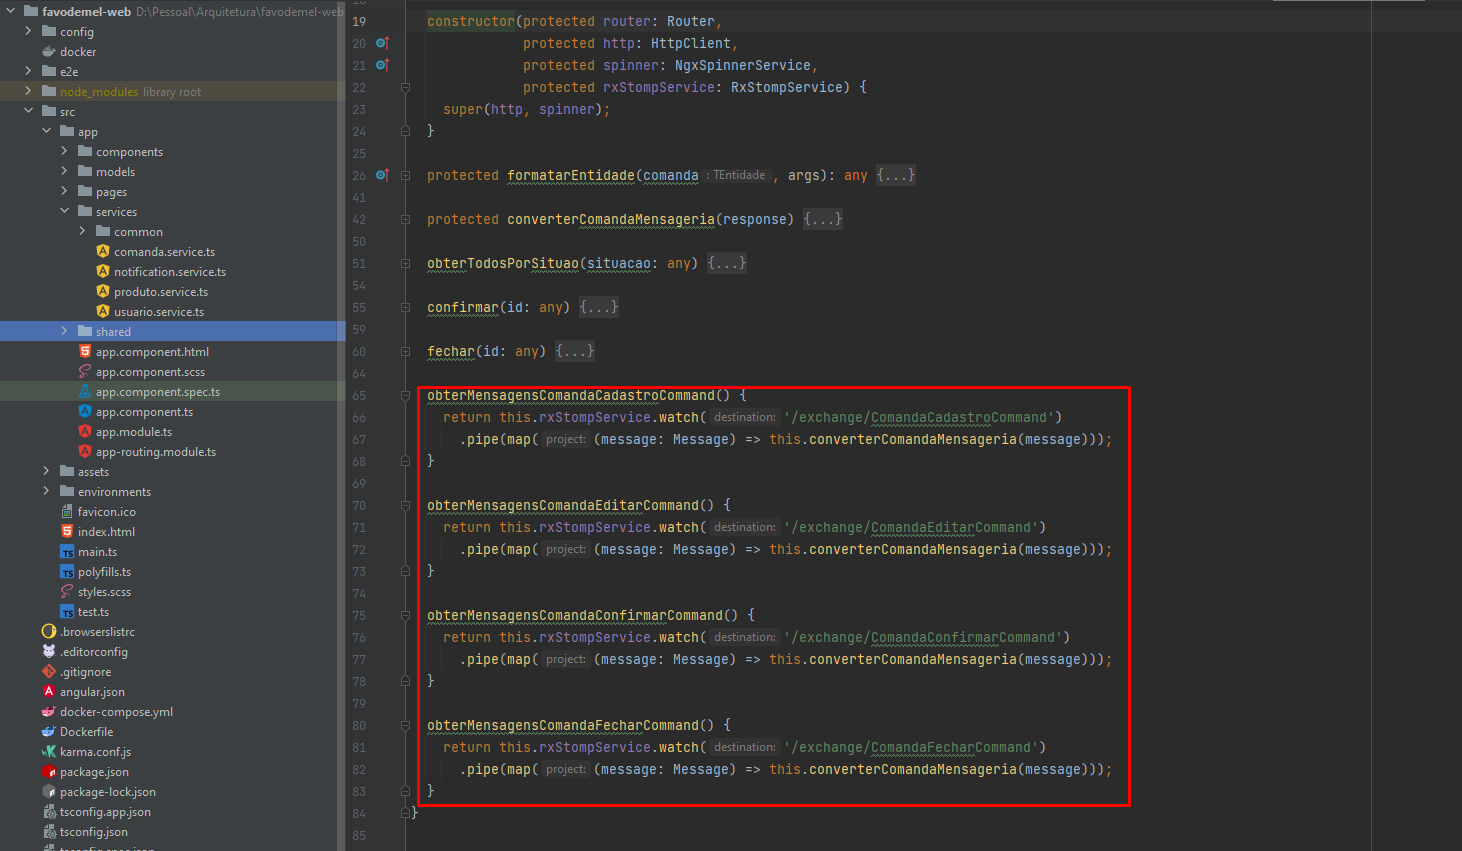 favodemel-web D:\Pessoal\Arquitetura\favodemel-web
config
docker
e2e
node_modules library root
src
app
components
models
pages
services
common
comanda.service.ts
notification.service.ts
produto.service.ts
usuario.service.ts
shared
app.component.html
app.component.scss
app.component.spec.ts
app.component.ts
app.module.ts
app-routing.module.ts
assets
environments
favicon.ico
index.html
main.ts
polyfills.ts
styles.scss
test.ts
.browserslistrc
.editorconfig
.gitignore
angular.json
docker-compose.yml
Dockerfile
karma.conf.js
package.json
package-lock.json
tsconfig.app.json
tsconfig.json
19 constructor(protected router: Router,
20 protected http: HttpClient,
21 protected spinner: NgxSpinnerService,
22 protected rxStompService: RxStompService) {
23 super(http, spinner);
24 }
25
26 protected formatarEntidade(comanda : TEntidade , args): any {...}
41
42 protected converterComandaMensageria(response) {...}
50
51 obterTodosPorSituao(situacao: any) {...}
54
55 confirmar(id: any) {...}
59
60 fechar(id: any) {...}
64
65 obterMensagensComandaCadastroCommand() {
66 return this.rxStompService.watch( destination: '/exchange/ComandaCadastroCommand')
67 .pipe(map( project: (message: Message) => this.converterComandaMensageria(message)));
68 }
69
70 obterMensagensComandaEditarCommand() {
71 return this.rxStompService.watch( destination: '/exchange/ComandaEditarCommand')
72 .pipe(map( project: (message: Message) => this.converterComandaMensageria(message)));
73 }
74
75 obterMensagensComandaConfirmarCommand() {
76 return this.rxStompService.watch( destination: '/exchange/ComandaConfirmarCommand')
77 .pipe(map( project: (message: Message) => this.converterComandaMensageria(message)));
78 }
79
80 obterMensagensComandaFecharCommand() {
81 return this.rxStompService.watch( destination: '/exchange/ComandaFecharCommand')
82 .pipe(map( project: (message: Message) => this.converterComandaMensageria(message)));
83 }
84 }
85